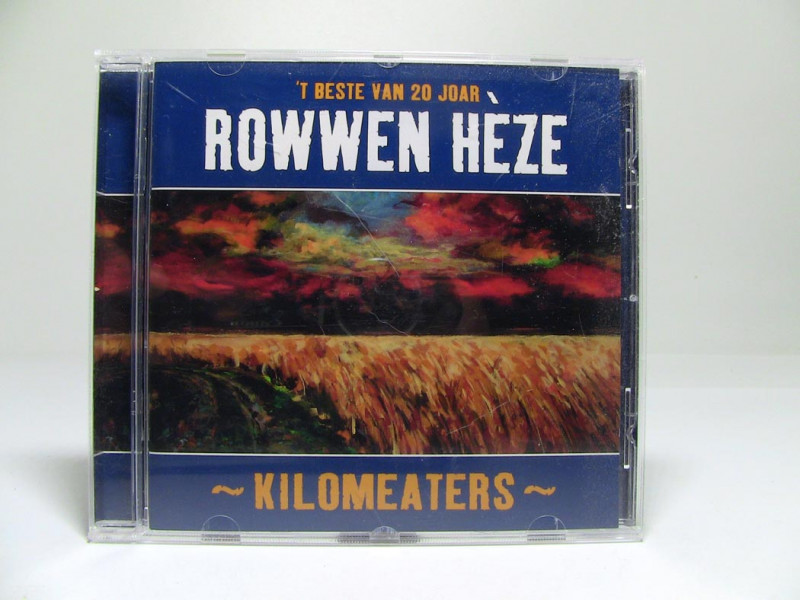 'T BESTE VAN 20 JOAR
ROWWEN HÈZE
~ KILOMEATERS ~